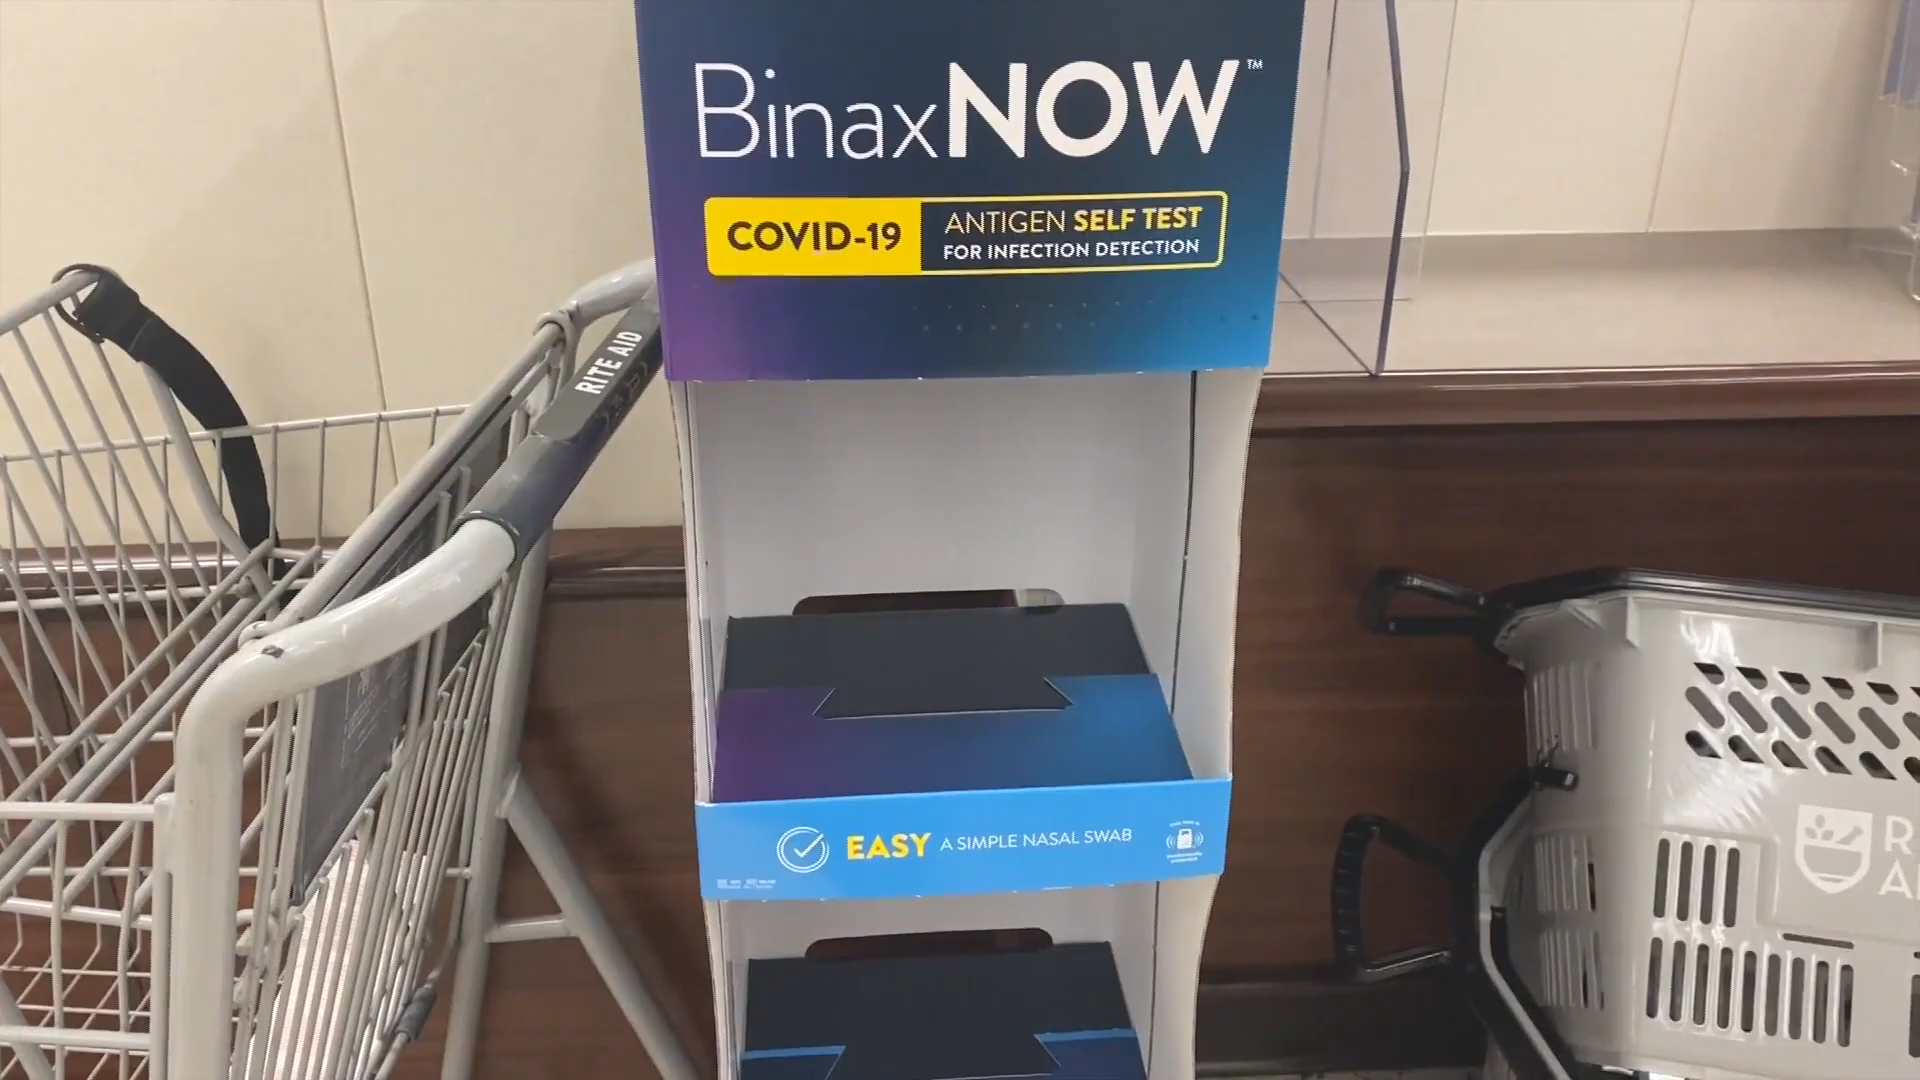 BinaxNOW™
COVID-19
ANTIGEN SELF TEST
FOR INFECTION DETECTION
RITE AID
EASY A SIMPLE NASAL SWAB